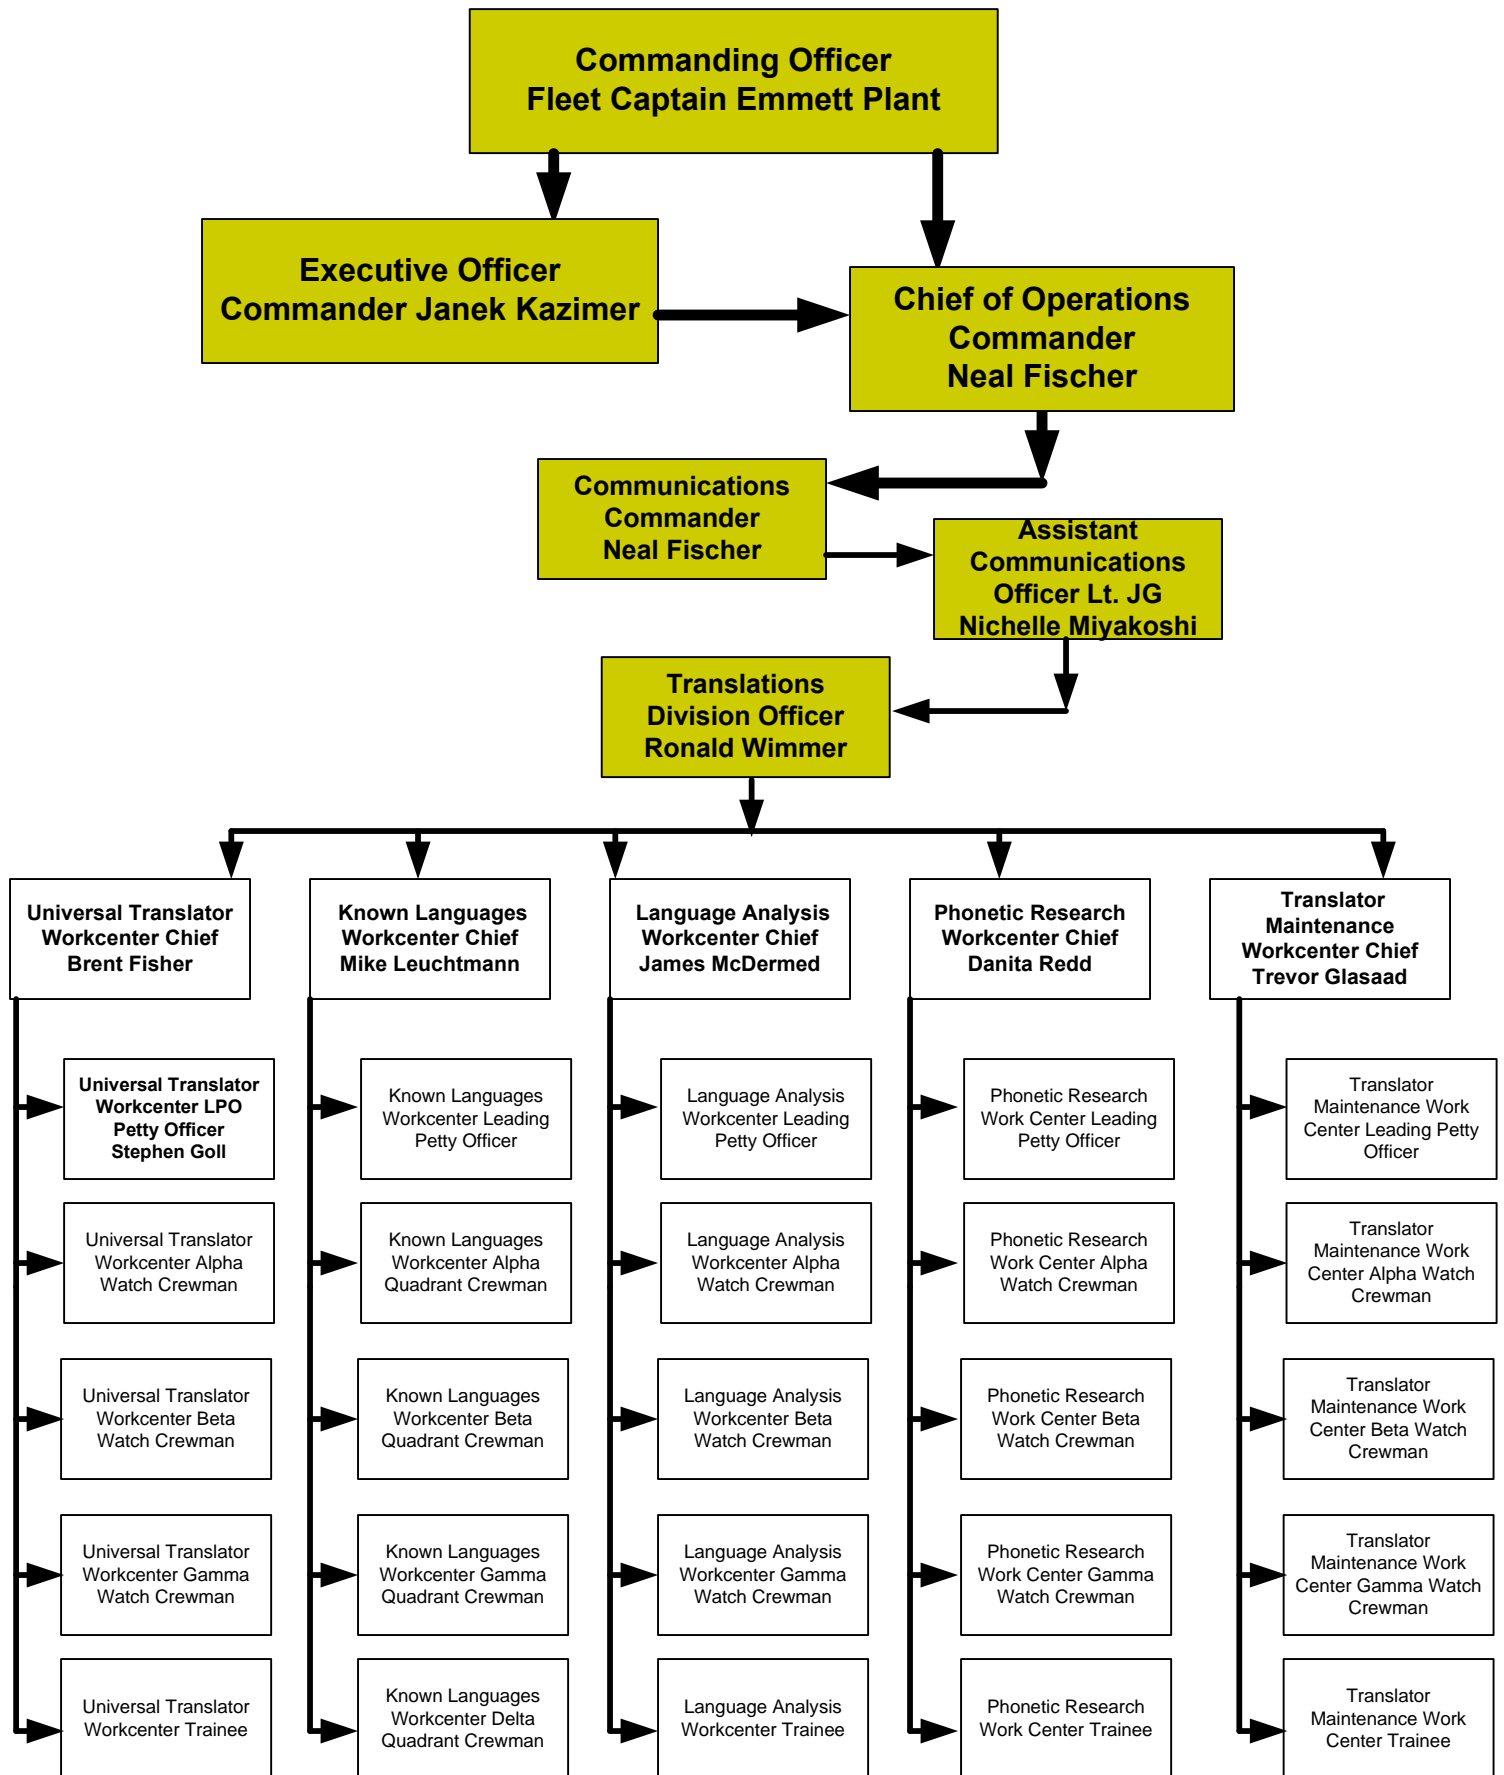 Commanding Officer
Fleet Captain Emmett Plant
Executive Officer
Commander Janek Kazimer
Chief of Operations
Commander
Neal Fischer
Communications
Commander
Neal Fischer
Assistant
Communications
Officer Lt. JG
Nichelle Miyakoshi
Translations
Division Officer
Ronald Wimmer
Universal Translator
Workcenter Chief
Brent Fisher
Known Languages
Workcenter Chief
Mike Leuchtmann
Language Analysis
Workcenter Chief
James McDermed
Phonetic Research
Workcenter Chief
Danita Redd
Translator
Maintenance
Workcenter Chief
Trevor Glasaad
Universal Translator
Workcenter LPO
Petty Officer
Stephen Goll
Known Languages
Workcenter Leading
Petty Officer
Language Analysis
Workcenter Leading
Petty Officer
Phonetic Research
Work Center Leading
Petty Officer
Translator
Maintenance Work
Center Leading Petty
Officer
Universal Translator
Workcenter Alpha
Watch Crewman
Known Languages
Workcenter Alpha
Quadrant Crewman
Language Analysis
Workcenter Alpha
Watch Crewman
Phonetic Research
Work Center Alpha
Watch Crewman
Translator
Maintenance Work
Center Alpha Watch
Crewman
Universal Translator
Workcenter Beta
Watch Crewman
Known Languages
Workcenter Beta
Quadrant Crewman
Language Analysis
Workcenter Beta
Watch Crewman
Phonetic Research
Work Center Beta
Watch Crewman
Translator
Maintenance Work
Center Beta Watch
Crewman
Universal Translator
Workcenter Gamma
Watch Crewman
Known Languages
Workcenter Gamma
Quadrant Crewman
Language Analysis
Workcenter Gamma
Watch Crewman
Phonetic Research
Work Center Gamma
Watch Crewman
Translator
Maintenance Work
Center Gamma Watch
Crewman
Universal Translator
Workcenter Trainee
Known Languages
Workcenter Delta
Quadrant Crewman
Language Analysis
Workcenter Trainee
Phonetic Research
Work Center Trainee
Translator
Maintenance Work
Center Trainee